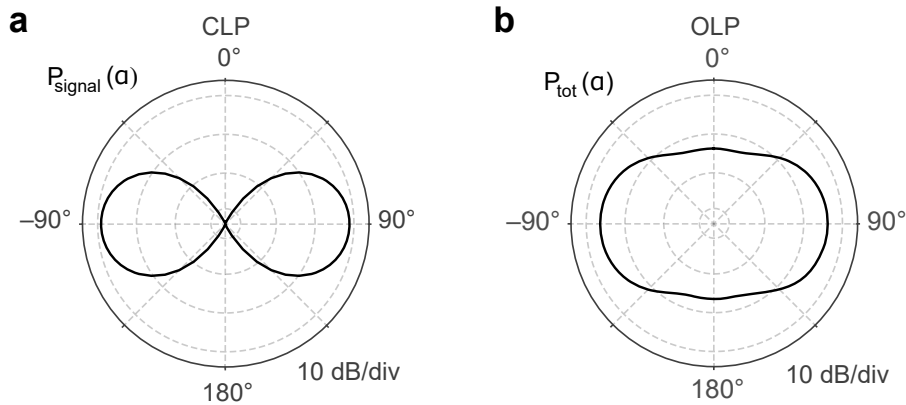 a
CLP
0°
P_signal (ɑ)
–90°
90°
180°
10 dB/div
b
OLP
0°
P_tot (ɑ)
–90°
90°
180°
10 dB/div